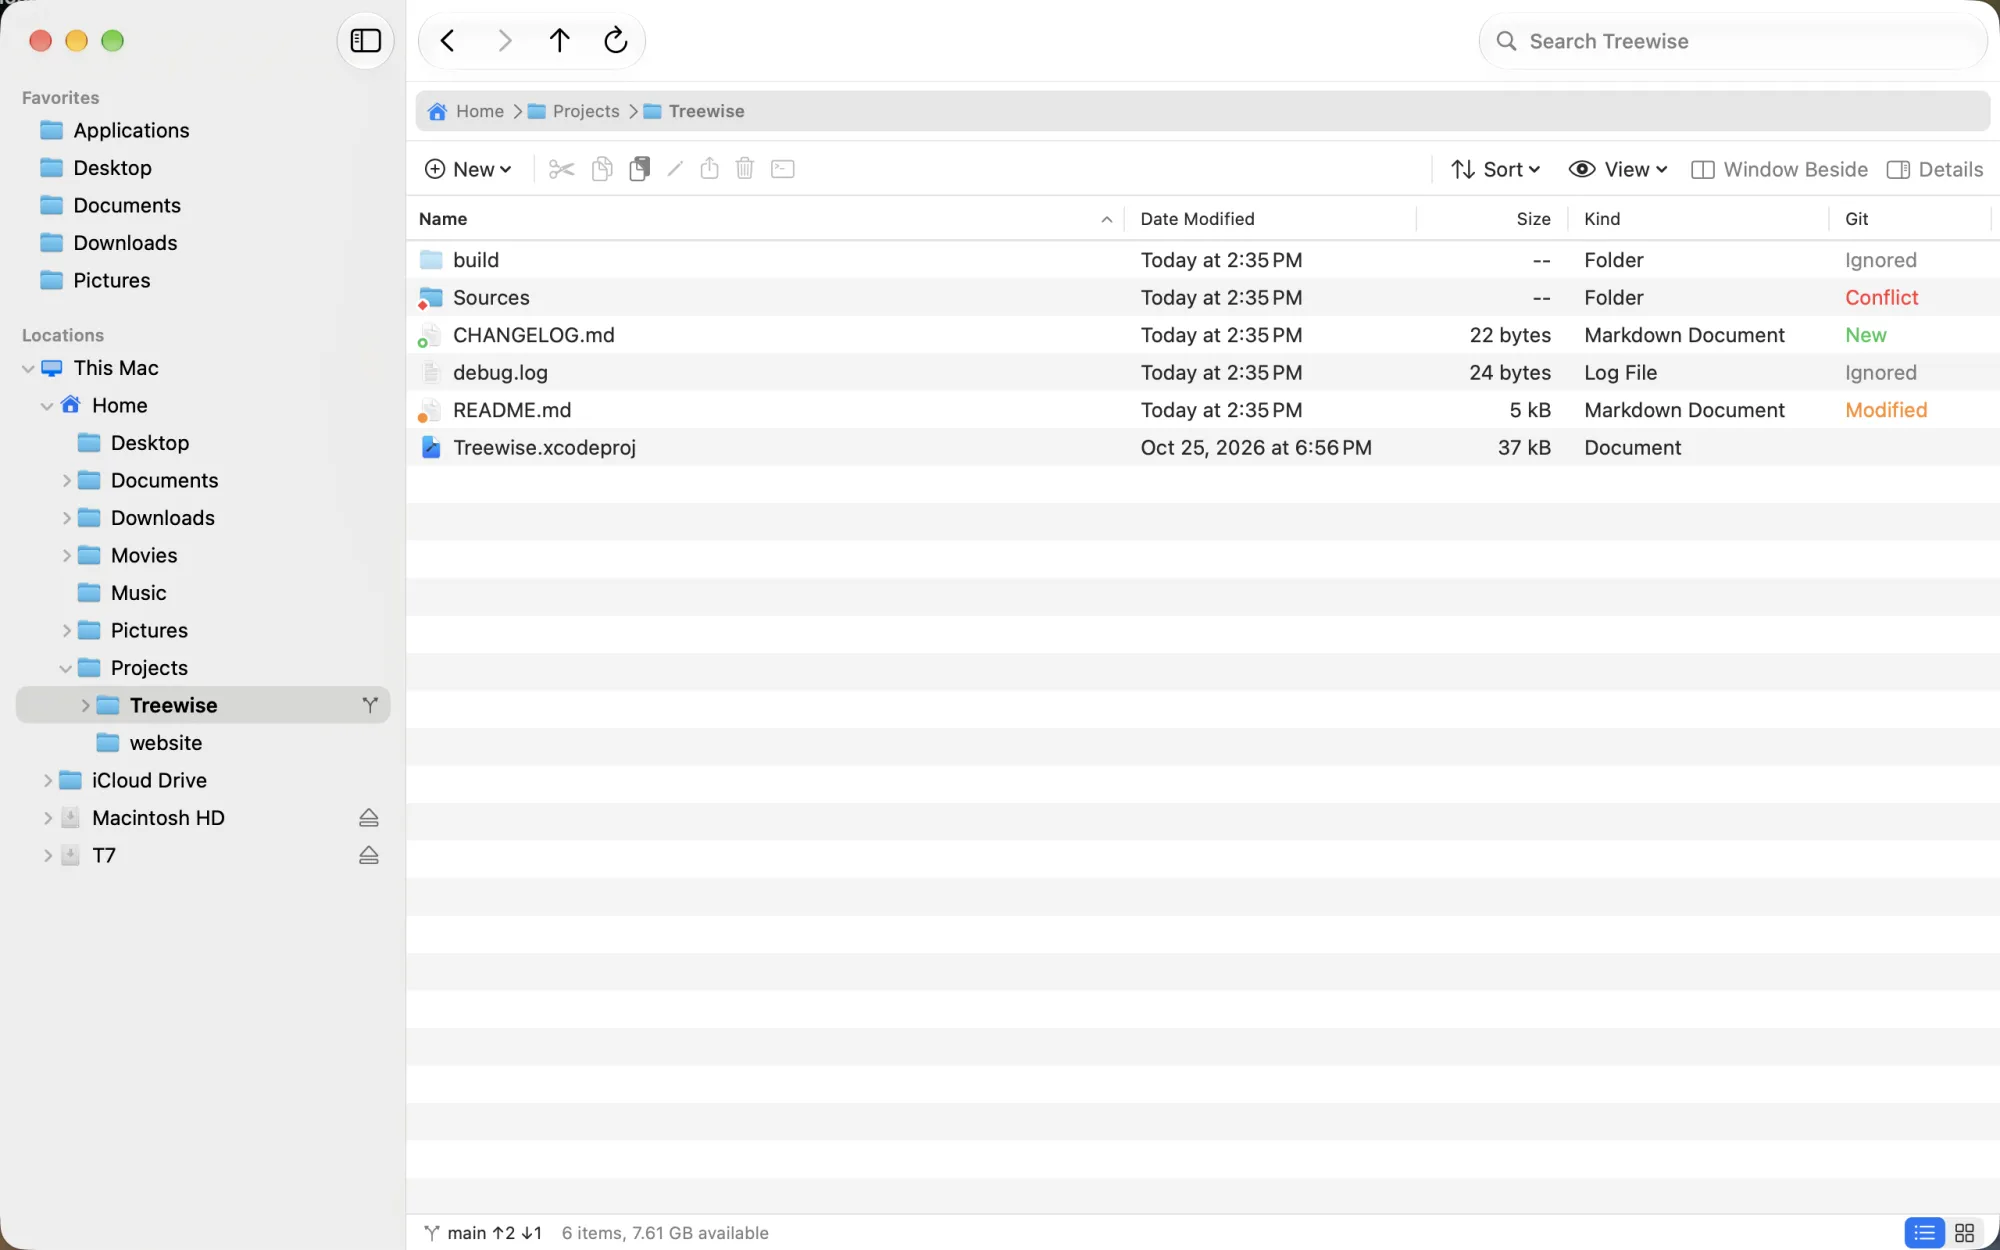 Search Treewise
Favorites
Applications
Desktop
Documents
Downloads
Pictures
Locations
This Mac
Home
Desktop
Documents
Downloads
Movies
Music
Pictures
Projects
Treewise
website
iCloud Drive
Macintosh HD
T7
Home Projects Treewise
New Sort View Window Beside Details
Name Date Modified Size Kind Git
build Today at 2:35 PM -- Folder Ignored
Sources Today at 2:35 PM -- Folder Conflict
CHANGELOG.md Today at 2:35 PM 22 bytes Markdown Document New
debug.log Today at 2:35 PM 24 bytes Log File Ignored
README.md Today at 2:35 PM 5 kB Markdown Document Modified
Treewise.xcodeproj Oct 25, 2026 at 6:56 PM 37 kB Document
main ↑2 ↓1 6 items, 7.61 GB available